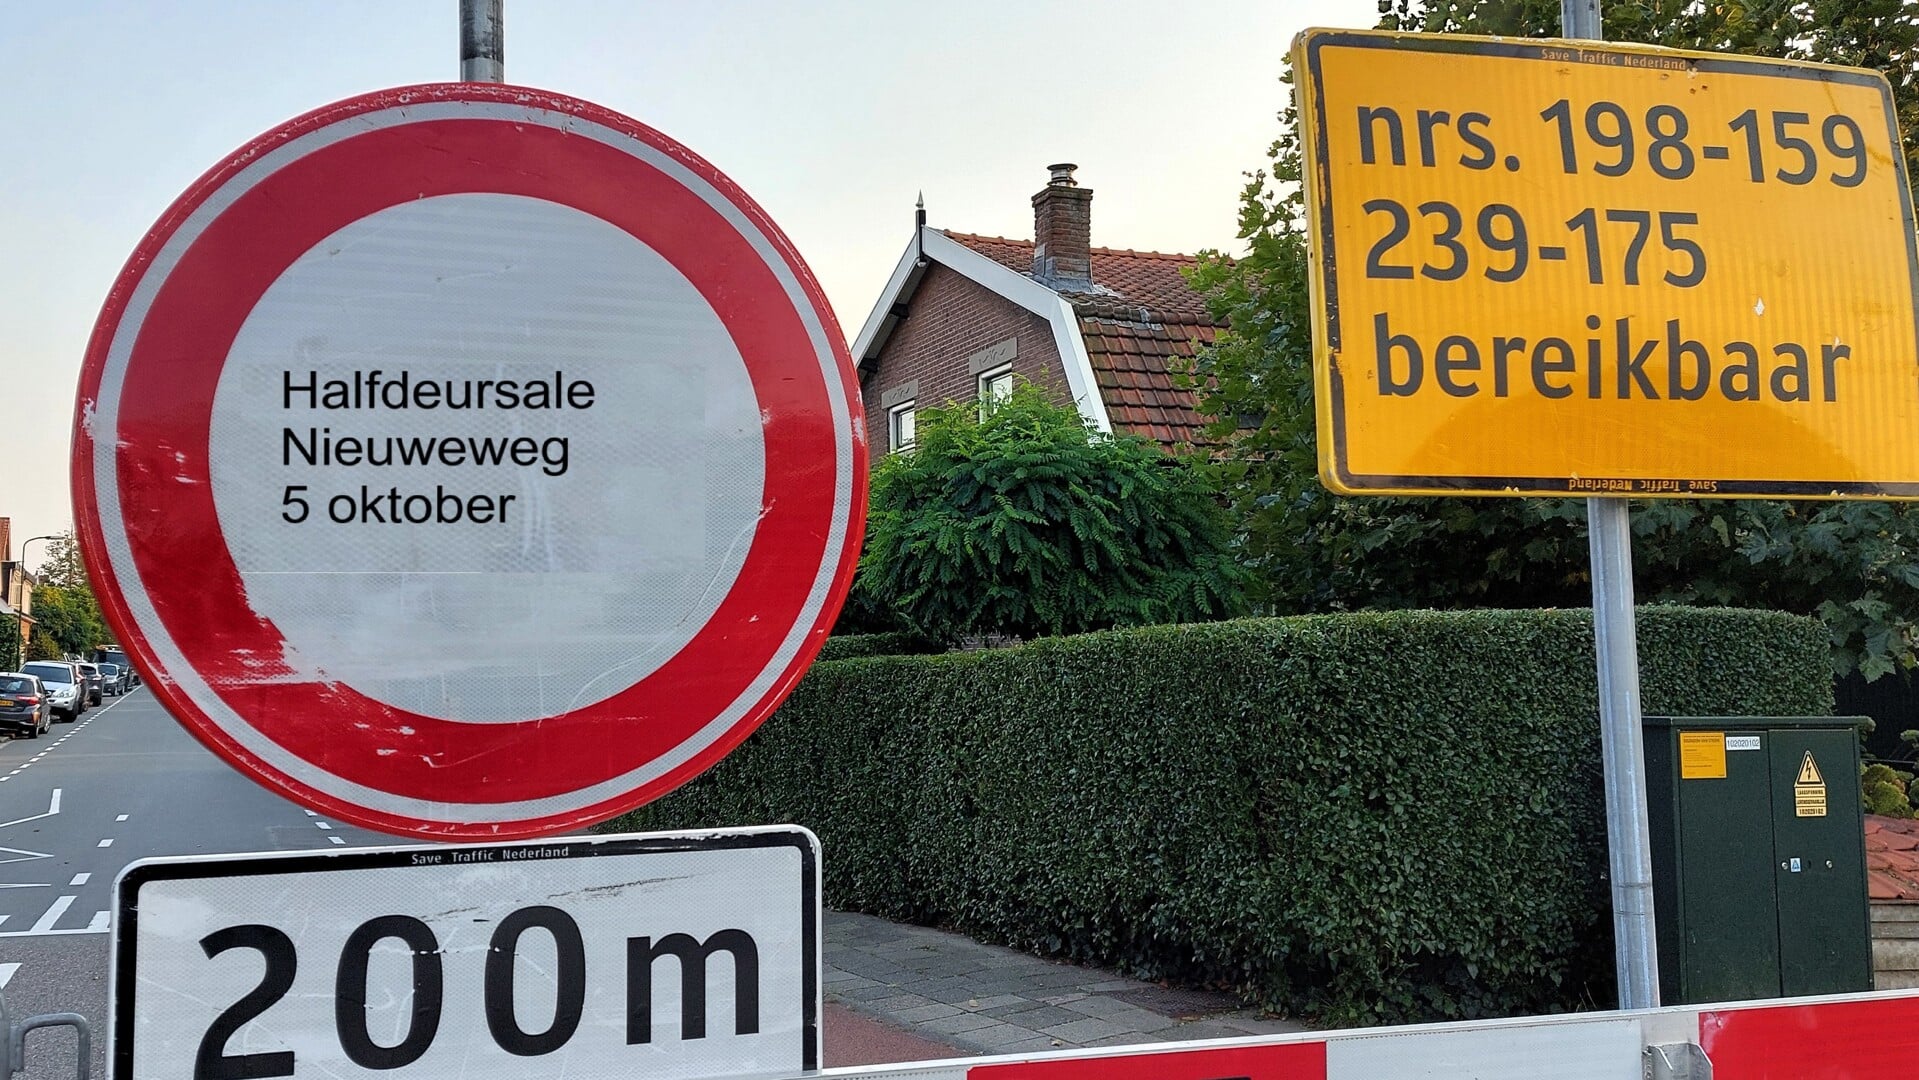 Halfdeursale
Nieuweweg
5 oktober
Save Traffic Nederland
200m
Save Traffic Nederland
nrs. 198-159
239-175
bereikbaar
Save Traffic Nederland
102020102